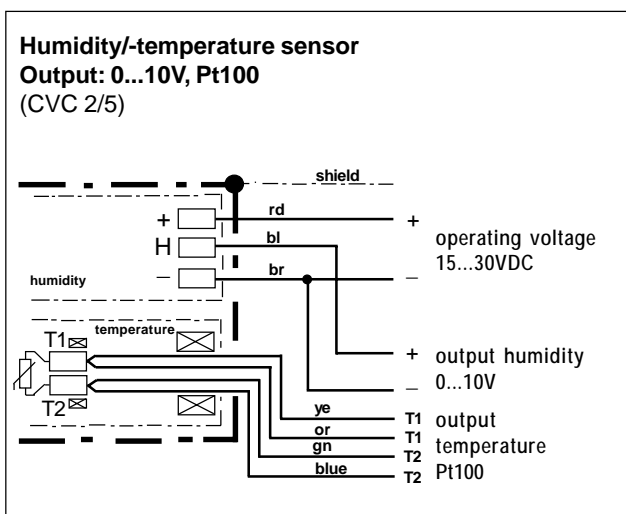 Humidity/-temperature sensor
Output: 0...10V, Pt100
(CVC 2/5)
shield
+ rd +
H bl
− br −
operating voltage
15...30VDC
humidity
temperature
T1
T2
+ output humidity
− 0...10V
ye T1 output
or T1 temperature
gn T2
blue T2 Pt100